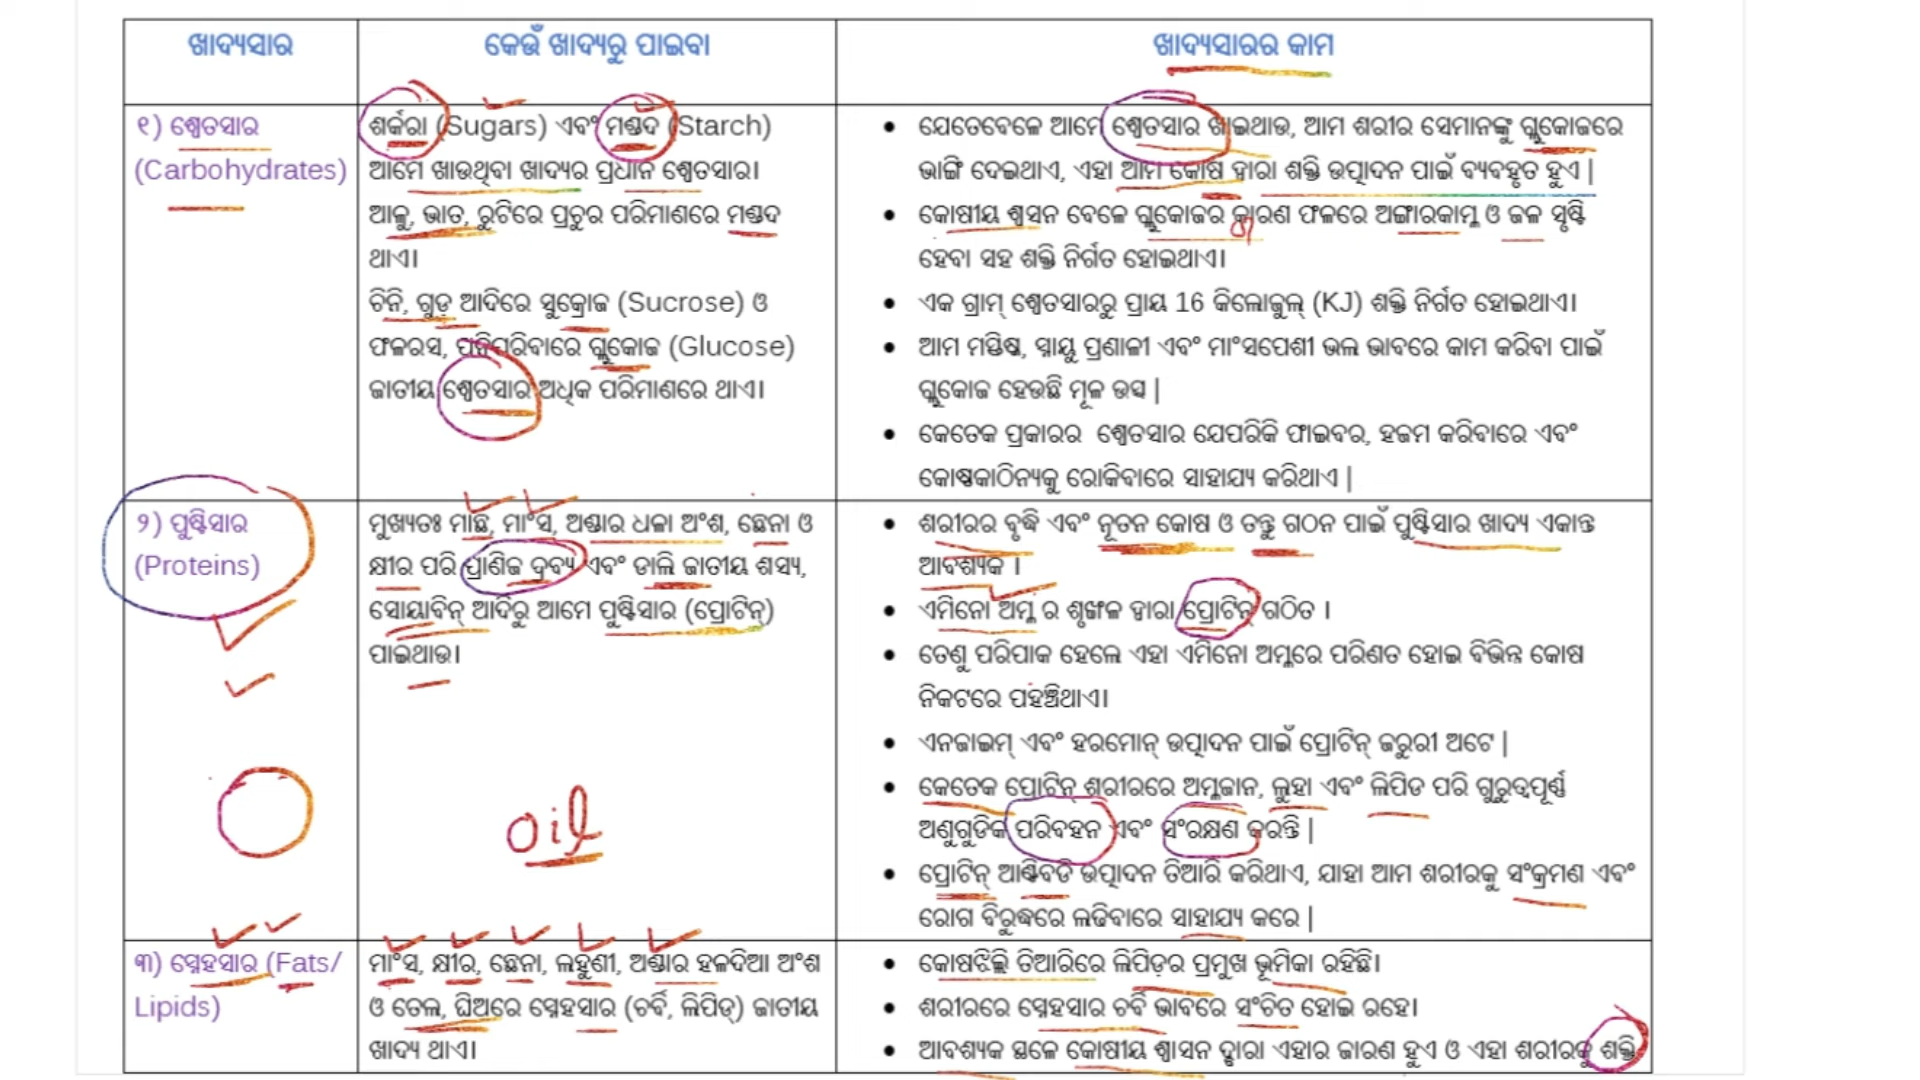 ଖାଦ୍ୟସାର
କେଉଁ ଖାଦ୍ୟରୁ ପାଇବା
ଖାଦ୍ୟସାରର କାମ
୧) ଶ୍ଵେତସାର
(Carbohydrates)
ଶର୍କରା (Sugars) ଏବଂ ମଣ୍ଡଦ (Starch)
ଆମେ ଖାଉଥିବା ଖାଦ୍ୟର ପ୍ରଧାନ ଶ୍ଵେତସାର।
ଆଳୁ, ଭାତ, ରୁଟିରେ ପ୍ରଚୁର ପରିମାଣରେ ମଣ୍ଡଦ
ଥାଏ।
ଚିନି, ଗୁଡ଼ ଆଦିରେ ସୁକ୍ରୋଜ (Sucrose) ଓ
ଫଳରସ, ପନିପରିବାରେ ଗ୍ଲୁକୋଜ (Glucose)
ଜାତୀୟ ଶ୍ଵେତସାର ଅଧିକ ପରିମାଣରେ ଥାଏ।
• ଯେତେବେଳେ ଆମେ ଶ୍ଵେତସାର ଖାଇଥାଉ, ଆମ ଶରୀର ସେମାନଙ୍କୁ ଗ୍ଲୁକୋଜରେ
ଭାଙ୍ଗି ଦେଇଥାଏ, ଏହା ଆମ କୋଷ ଦ୍ଵାରା ଶକ୍ତି ଉତ୍ପାଦନ ପାଇଁ ବ୍ୟବହୃତ ହୁଏ |
• କୋଷୀୟ ଶ୍ଵସନ ବେଳେ ଗ୍ଲୁକୋଜର ଜାରଣ ଫଳରେ ଅଙ୍ଗାରକାମ୍ଳ ଓ ଜଳ ସୃଷ୍ଟି
ହେବା ସହ ଶକ୍ତି ନିର୍ଗତ ହୋଇଥାଏ।
• ଏକ ଗ୍ରାମ୍ ଶ୍ଵେତସାରରୁ ପ୍ରାୟ 16 କିଲୋଜୁଲ୍ (KJ) ଶକ୍ତି ନିର୍ଗତ ହୋଇଥାଏ।
• ଆମ ମସ୍ତିଷ୍କ, ସ୍ନାୟୁ ପ୍ରଣାଳୀ ଏବଂ ମାଂସପେଶୀ ଭଲ ଭାବରେ କାମ କରିବା ପାଇଁ
ଗ୍ଲୁକୋଜ ହେଉଛି ମୂଳ ଉତ୍ସ |
• କେତେକ ପ୍ରକାରର ଶ୍ଵେତସାର ଯେପରିକି ଫାଇବର, ହଜମ କରିବାରେ ଏବଂ
କୋଷ୍ଠକାଠିନ୍ୟକୁ ରୋକିବାରେ ସାହାଯ୍ୟ କରିଥାଏ |
୨) ପୁଷ୍ଟିସାର
(Proteins)
ମୁଖ୍ୟତଃ ମାଛ, ମାଂସ, ଅଣ୍ଡାର ଧଳା ଅଂଶ, ଛେନା ଓ
କ୍ଷୀର ପରି ପ୍ରାଣିଜ ଦ୍ରବ୍ୟ ଏବଂ ଡାଲି ଜାତୀୟ ଶସ୍ୟ,
ସୋୟାବିନ୍ ଆଦିରୁ ଆମେ ପୁଷ୍ଟିସାର (ପ୍ରୋଟିନ୍)
ପାଇଥାଉ।
oil
• ଶରୀରର ବୃଦ୍ଧି ଏବଂ ନୂତନ କୋଷ ଓ ତନ୍ତୁ ଗଠନ ପାଇଁ ପୁଷ୍ଟିସାର ଖାଦ୍ୟ ଏକାନ୍ତ
ଆବଶ୍ୟକ ।
• ଏମିନୋ ଅମ୍ଳ ର ଶୃଙ୍ଖଳ ଦ୍ଵାରା ପ୍ରୋଟିନ୍ ଗଠିତ ।
• ତେଣୁ ପରିପାକ ହେଲେ ଏହା ଏମିନୋ ଅମ୍ଳରେ ପରିଣତ ହୋଇ ବିଭିନ୍ନ କୋଷ
ନିକଟରେ ପହଞ୍ଚିଥାଏ।
• ଏନଜାଇମ୍ ଏବଂ ହରମୋନ୍ ଉତ୍ପାଦନ ପାଇଁ ପ୍ରୋଟିନ୍ ଜରୁରୀ ଅଟେ |
• କେତେକ ପ୍ରୋଟିନ୍ ଶରୀରରେ ଅମ୍ଳଜାନ, ଲୁହା ଏବଂ ଲିପିଡ ପରି ଗୁରୁତ୍ୱପୂର୍ଣ୍ଣ
ଅଣୁଗୁଡିକ ପରିବହନ ଏବଂ ସଂରକ୍ଷଣ କରନ୍ତି |
• ପ୍ରୋଟିନ୍ ଆଣ୍ଟିବଡି ଉତ୍ପାଦନ ତିଆରି କରିଥାଏ, ଯାହା ଆମ ଶରୀରକୁ ସଂକ୍ରମଣ ଏବଂ
ରୋଗ ବିରୁଦ୍ଧରେ ଲଢିବାରେ ସାହାଯ୍ୟ କରେ |
୩) ସ୍ନେହସାର (Fats/
Lipids)
ମାଂସ, କ୍ଷୀର, ଛେନା, ଲହୁଣୀ, ଅଣ୍ଡାର ହଳଦିଆ ଅଂଶ
ଓ ତେଲ, ଘିଅରେ ସ୍ନେହସାର (ଚର୍ବି, ଲିପିଡ୍) ଜାତୀୟ
ଖାଦ୍ୟ ଥାଏ।
• କୋଷଝିଲ୍ଲି ତିଆରିରେ ଲିପିଡ଼ର ପ୍ରମୁଖ ଭୂମିକା ରହିଛି।
• ଶରୀରରେ ସ୍ନେହସାର ଚର୍ବି ଭାବରେ ସଂଚିତ ହୋଇ ରହେ।
• ଆବଶ୍ୟକ ସ୍ଥଳେ କୋଷୀୟ ଶ୍ଵାସନ ଦ୍ଵାରା ଏହାର ଜାରଣ ହୁଏ ଓ ଏହା ଶରୀରକୁ ଶକ୍ତି